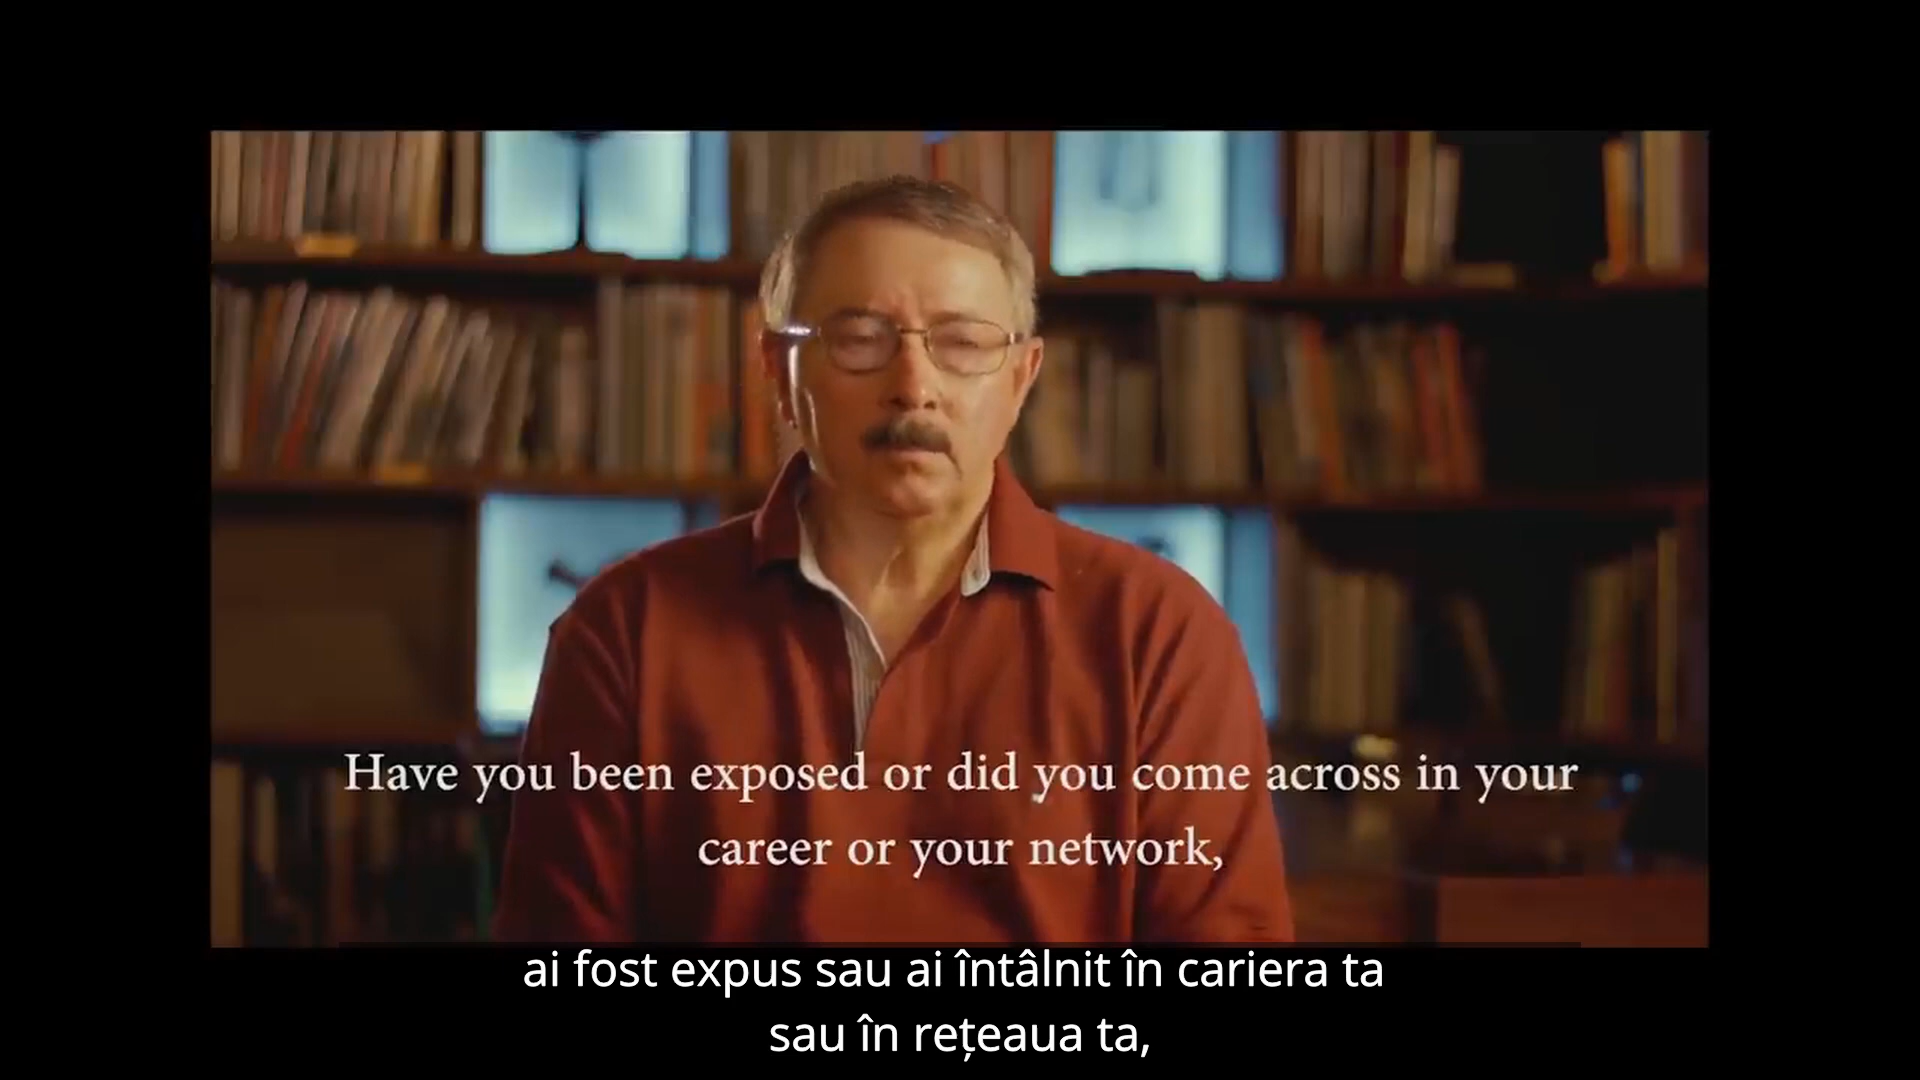 Have you been exposed or did you come across in your
career or your network,
ai fost expus sau ai întâlnit în cariera ta
sau în rețeaua ta,